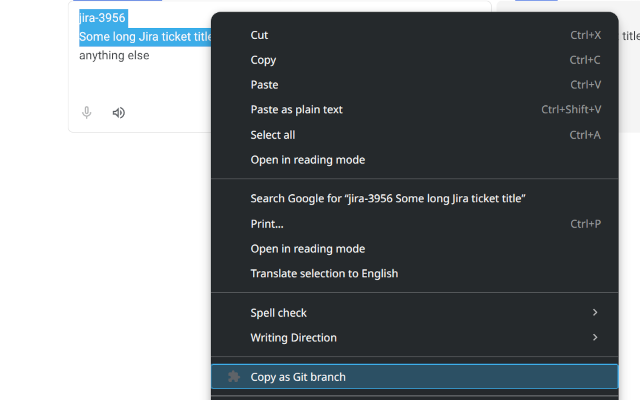 jira-3956
Some long Jira ticket title
anything else
title
Cut Ctrl+X
Copy Ctrl+C
Paste Ctrl+V
Paste as plain text Ctrl+Shift+V
Select all Ctrl+A
Open in reading mode
Search Google for “jira-3956 Some long Jira ticket title”
Print... Ctrl+P
Open in reading mode
Translate selection to English
Spell check
Writing Direction
Copy as Git branch